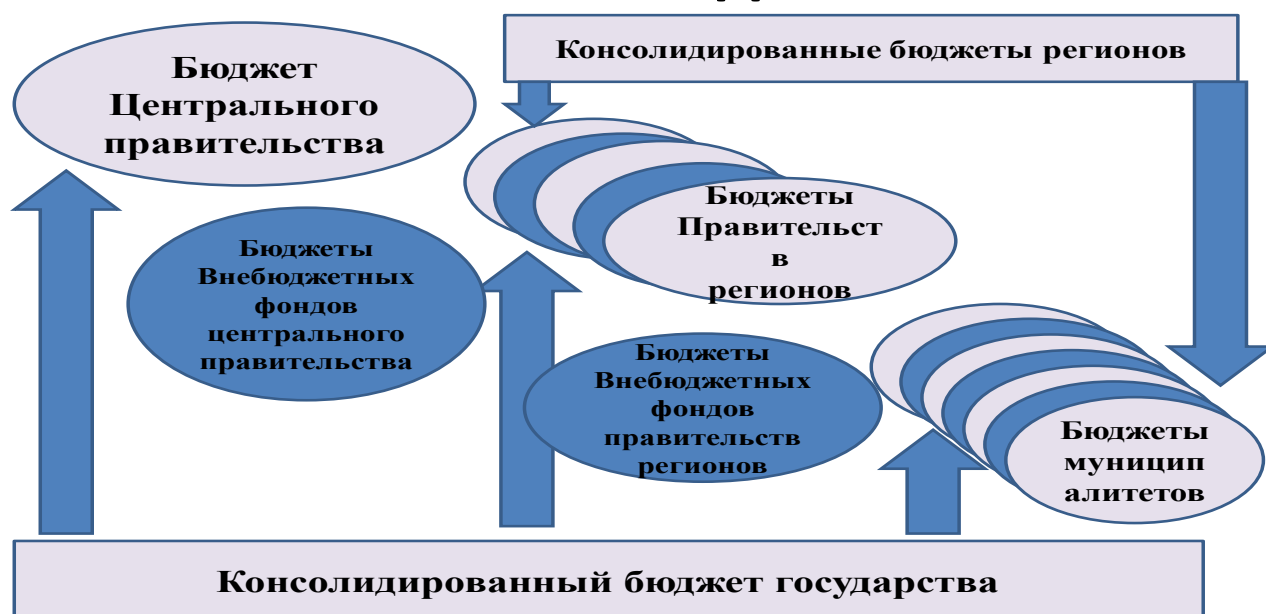 Консолидированные бюджеты регионов
Бюджет
Центрального
правительства
Бюджеты
Правительст
в
регионов
Бюджеты
Внебюджетных
фондов
центрального
правительства
Бюджеты
Внебюджетных
фондов
правительств
регионов
Бюджеты
муницип
алитетов
Консолидированный бюджет государства